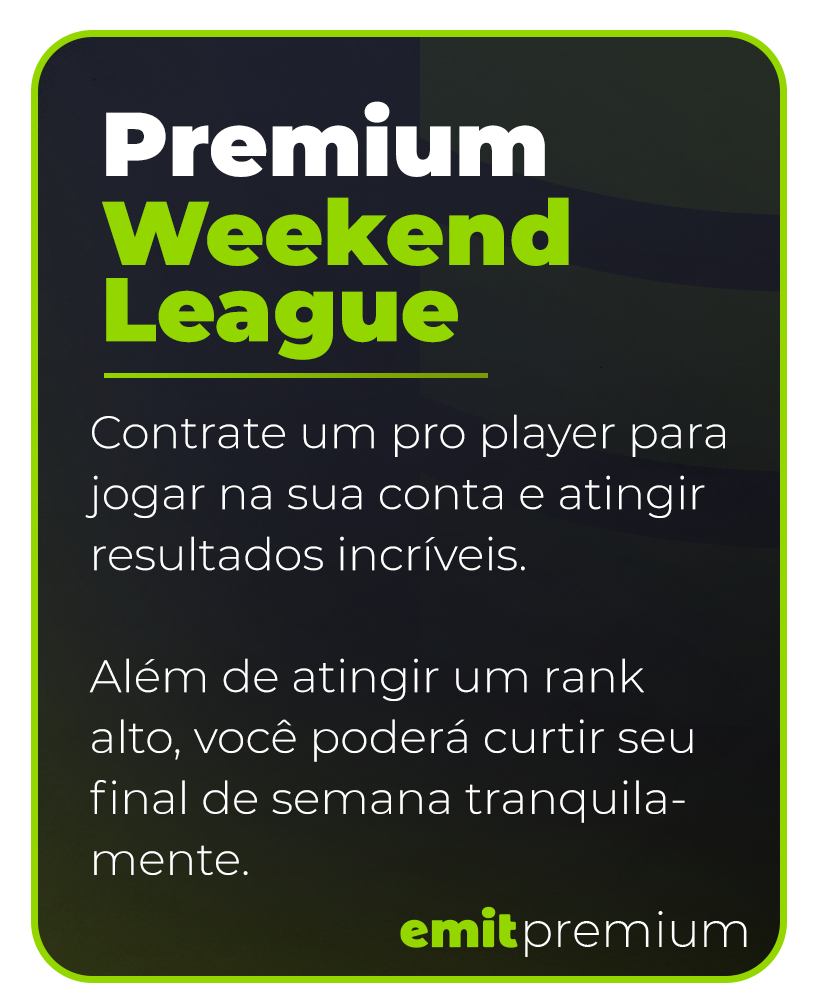 Premium
Weekend
League
Contrate um pro player para
jogar na sua conta e atingir
resultados incríveis.
Além de atingir um rank
alto, você poderá curtir seu
final de semana tranquila-
mente.
emitpremium